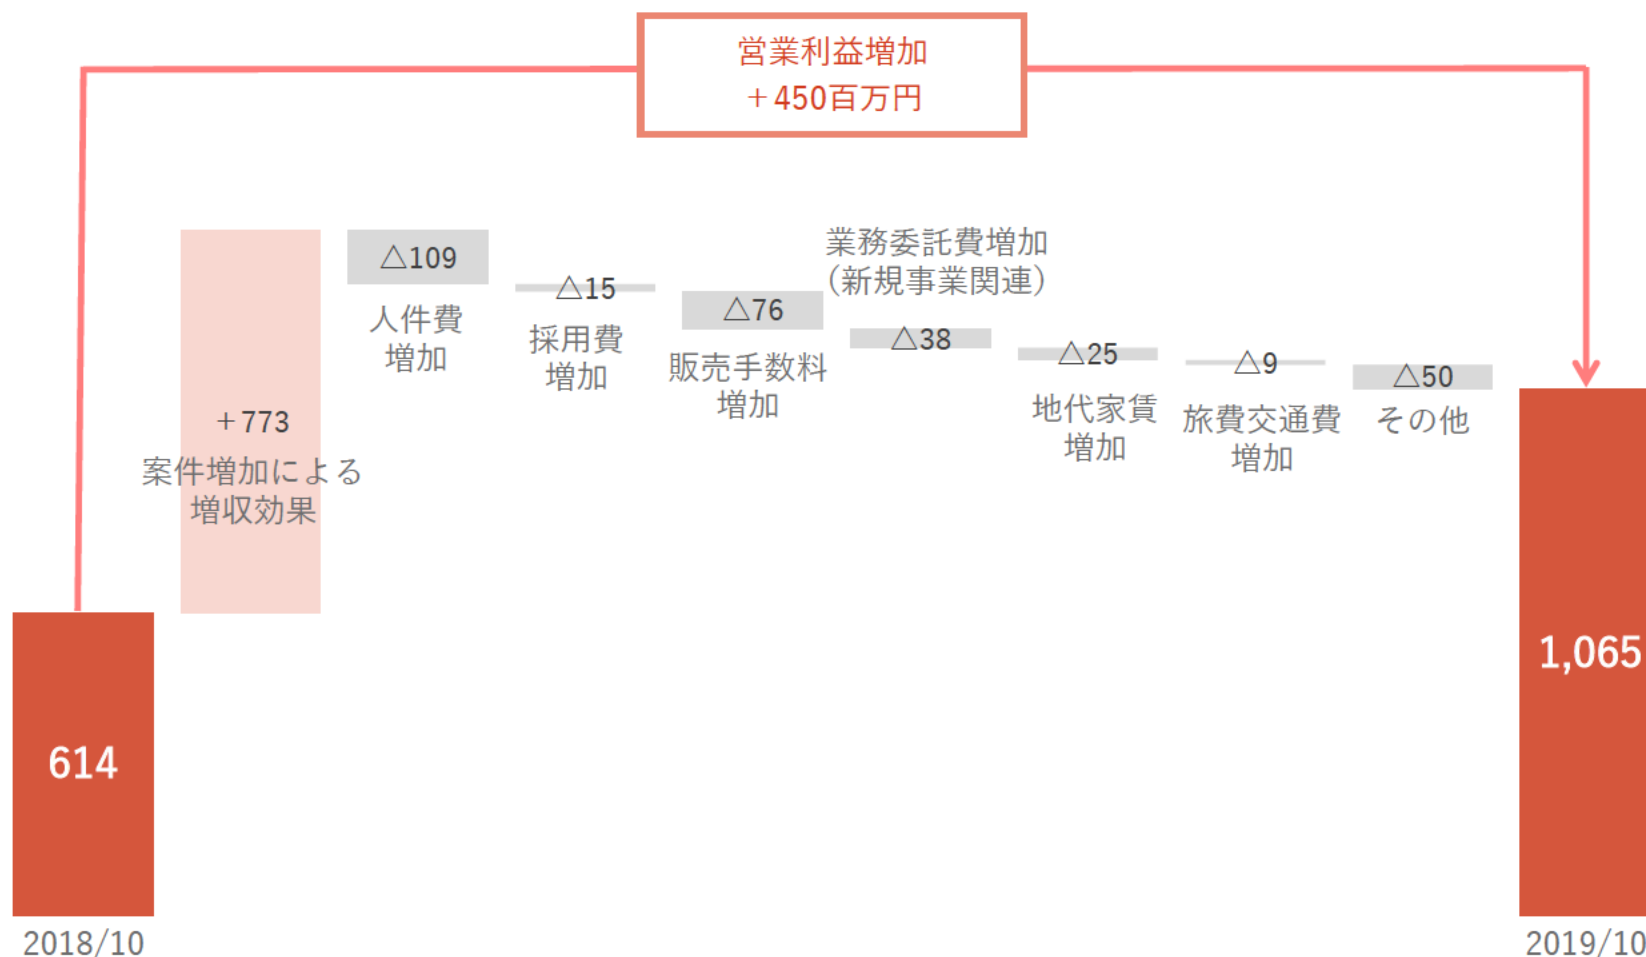 営業利益増加
＋450百万円
＋773
案件増加による
増収効果
△109
人件費
増加
△15
採用費
増加
△76
販売手数料
増加
業務委託費増加
（新規事業関連）
△38
△25
地代家賃
増加
△9
旅費交通費
増加
△50
その他
614
1,065
2018/10
2019/10